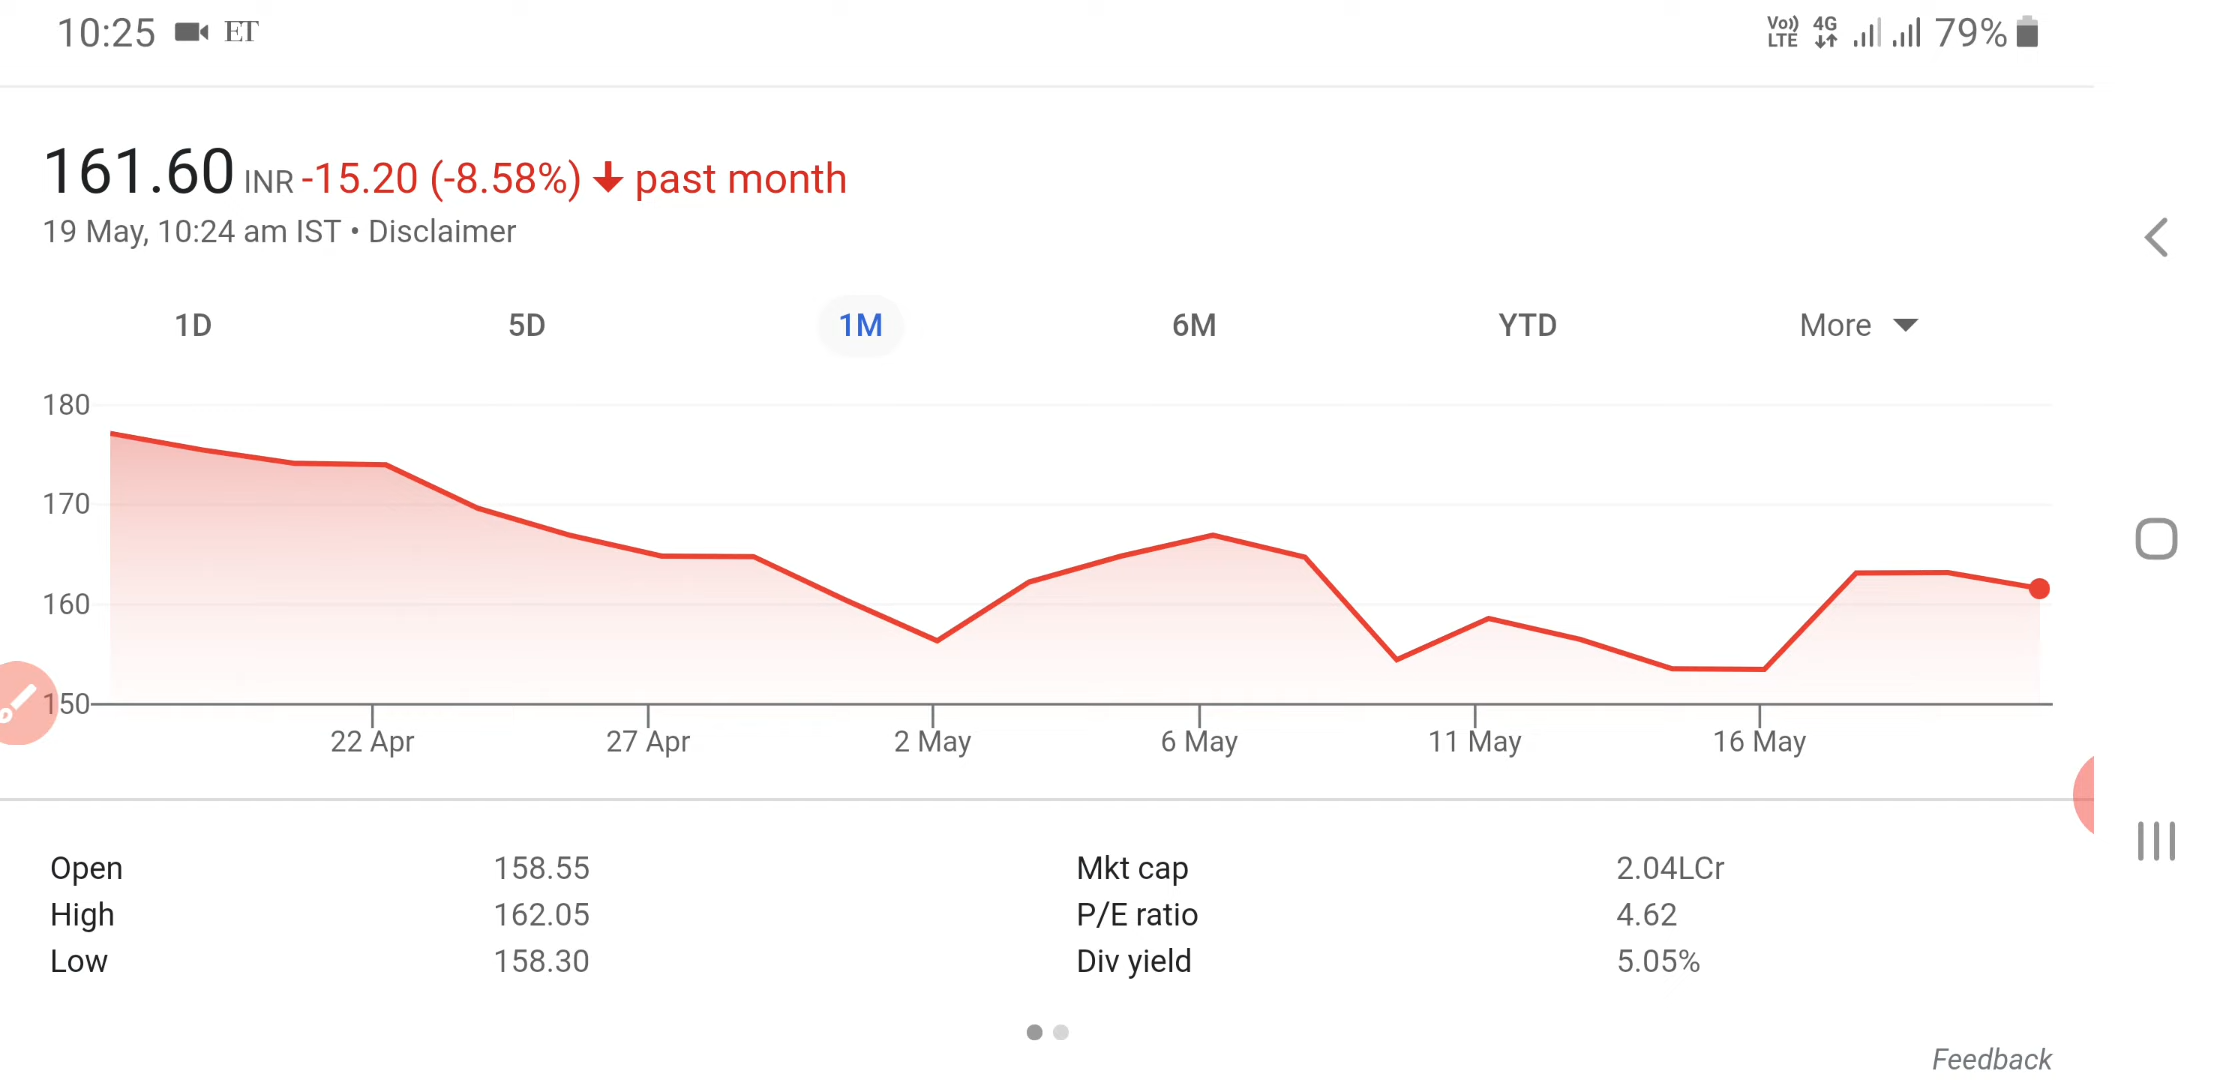 10:25 ET Vo)) LTE 4G 79%
161.60 INR -15.20 (-8.58%) ↓ past month
19 May, 10:24 am IST • Disclaimer
1D 5D 1M 6M YTD More
180
170
160
150
22 Apr 27 Apr 2 May 6 May 11 May 16 May
Open 158.55 Mkt cap 2.04LCr
High 162.05 P/E ratio 4.62
Low 158.30 Div yield 5.05%
Feedback